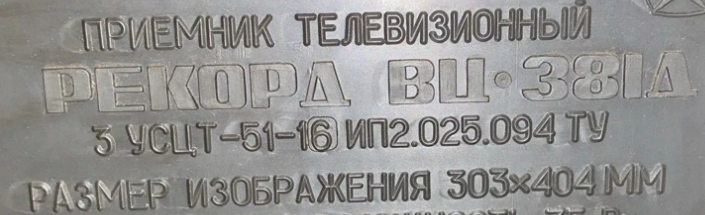 ПРИЕМНИК ТЕЛЕВИЗИОННЫЙ
РЕКОРД ВЦ·381Д
3 УСЦТ-51-16 ИП2.025.094 ТУ
РАЗМЕР ИЗОБРАЖЕНИЯ 303×404 ММ